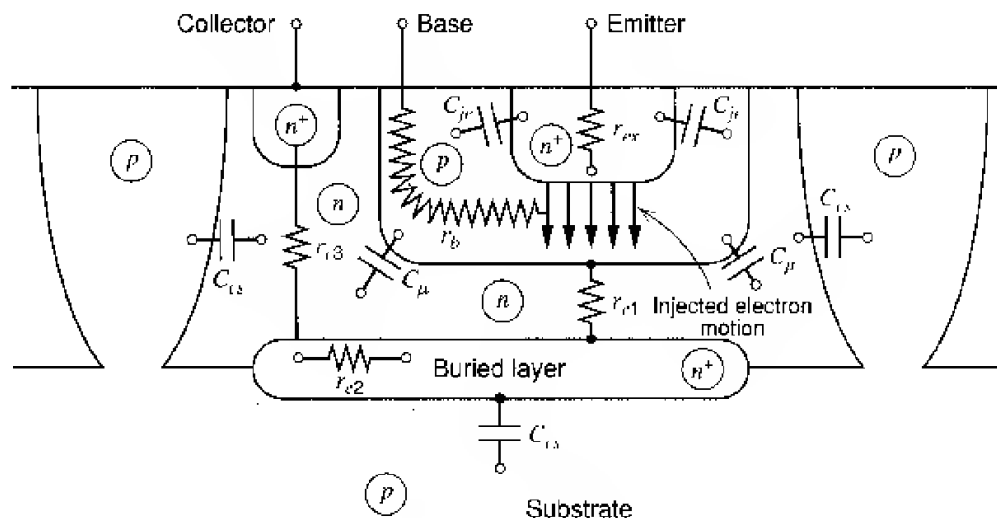 Collector
Base
Emitter
n+
Cje
p
n+
rex
Cje
p
p
n
rb
Ccs
rc3
Cμ
n
rc1
Injected electron
motion
Cμ
Ccs
rc2
Buried layer
n+
Ccs
p
Substrate